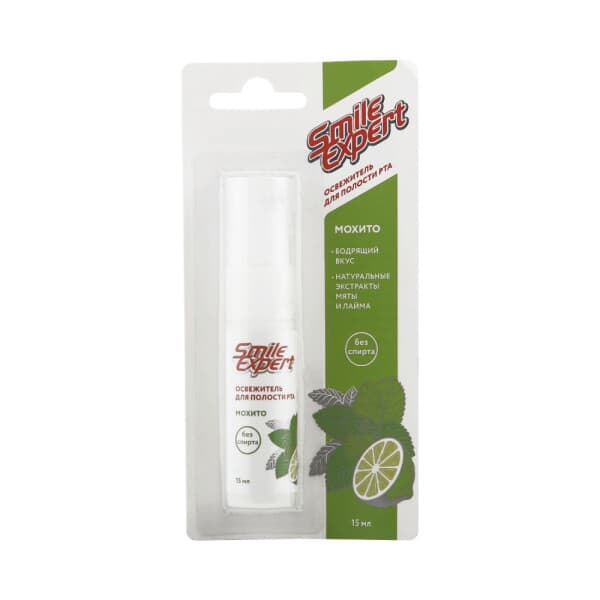 Smile
Expert
ОСВЕЖИТЕЛЬ
ДЛЯ ПОЛОСТИ РТА
МОХИТО
• БОДРЯЩИЙ
ВКУС
• НАТУРАЛЬНЫЕ
ЭКСТРАКТЫ
МЯТЫ
И ЛАЙМА
без
спирта
15 мл
Smile
Expert
ОСВЕЖИТЕЛЬ
ДЛЯ ПОЛОСТИ РТА
МОХИТО
без
спирта
15 мл